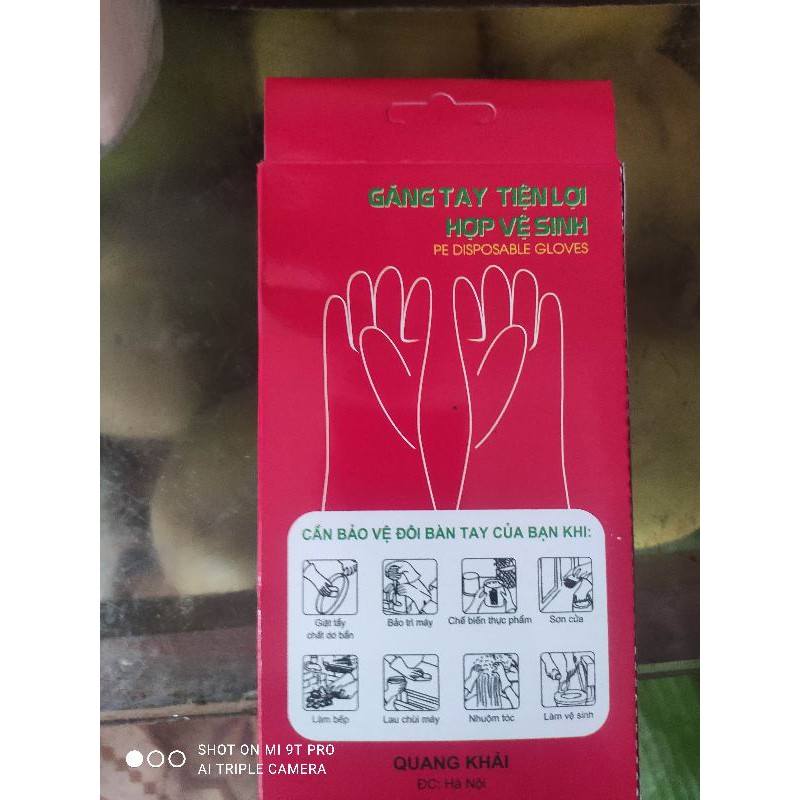 GĂNG TAY TIỆN LỢI
HỢP VỆ SINH
PE DISPOSABLE GLOVES
CẦN BẢO VỆ ĐÔI BÀN TAY CỦA BẠN KHI:
Giặt tẩy
chất dơ bẩn
Bảo trì máy
Chế biến thực phẩm
Sơn cửa
Làm bếp
Lau chùi máy
Nhuộm tóc
Làm vệ sinh
QUANG KHẢI
ĐC: Hà Nội
SHOT ON MI 9T PRO
AI TRIPLE CAMERA